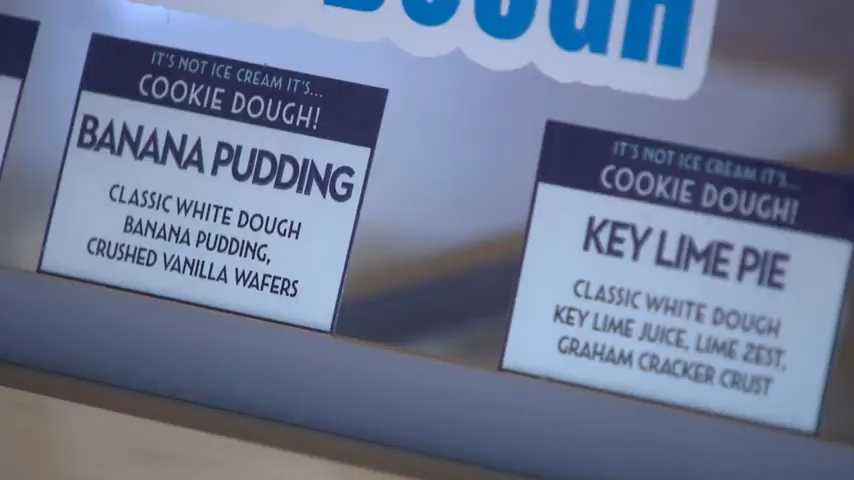 DOUGH
IT'S NOT ICE CREAM IT'S...
COOKIE DOUGH!
BANANA PUDDING
CLASSIC WHITE DOUGH
BANANA PUDDING,
CRUSHED VANILLA WAFERS
IT'S NOT ICE CREAM IT'S...
COOKIE DOUGH!
KEY LIME PIE
CLASSIC WHITE DOUGH
KEY LIME JUICE, LIME ZEST,
GRAHAM CRACKER CRUST